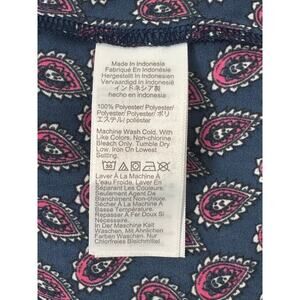 Made In Indonesia
Fabriqué En Indonésie
Hergestellt In Indonesien
Vervaardigd In Indonesië
インドネシア製
hecho en indonesia
100% Polyester/ Polyester/
Polyester/ Polyester/ ポリ
エステル/ poliéster
Machine Wash Cold, With
Like Colors, Non-chlorine
Bleach Only. Tumble Dry
Low. Iron On Lowest
Setting.
Laver À La Machine À
L'eau Froide, Laver En
Séparant Les Couleurs.
Seulement Agent De
Blanchiment Non-chlore.
Sécher À La Machine À
Basse Température.
Repasser À Fer Doux Si
Nécessaire.
In Der Maschine Kalt
Waschen, Mit Ähnlichen
Farben Waschen. Nur
Chlorfreies Bleichmittel